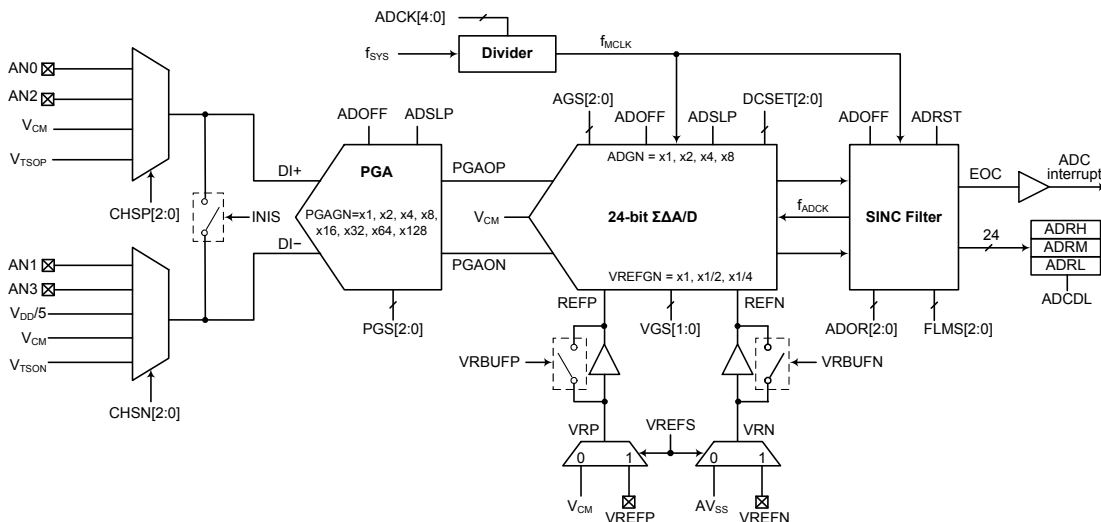 ADCK[4:0]
fSYS
Divider
fMCLK
AN0
AN2
VCM
VTSOP
CHSP[2:0]
INIS
AN1
AN3
VDD/5
VCM
VTSON
CHSN[2:0]
DI+
DI−
ADOFF
ADSLP
PGA
PGAGN=x1, x2, x4, x8,
x16, x32, x64, x128
PGS[2:0]
PGAOP
VCM
PGAON
AGS[2:0]
ADOFF
ADSLP
DCSET[2:0]
ADGN = x1, x2, x4, x8
24-bit ΣΔA/D
VREFGN = x1, x1/2, x1/4
REFP
VGS[1:0]
REFN
fADCK
ADOFF
ADRST
SINC Filter
ADOR[2:0]
FLMS[2:0]
EOC
ADC
interrupt
24
ADRH
ADRM
ADRL
ADCDL
VRBUFP
VRBUFN
VRP
VREFS
VRN
0
1
0
1
VCM
VREFP
AVSS
VREFN